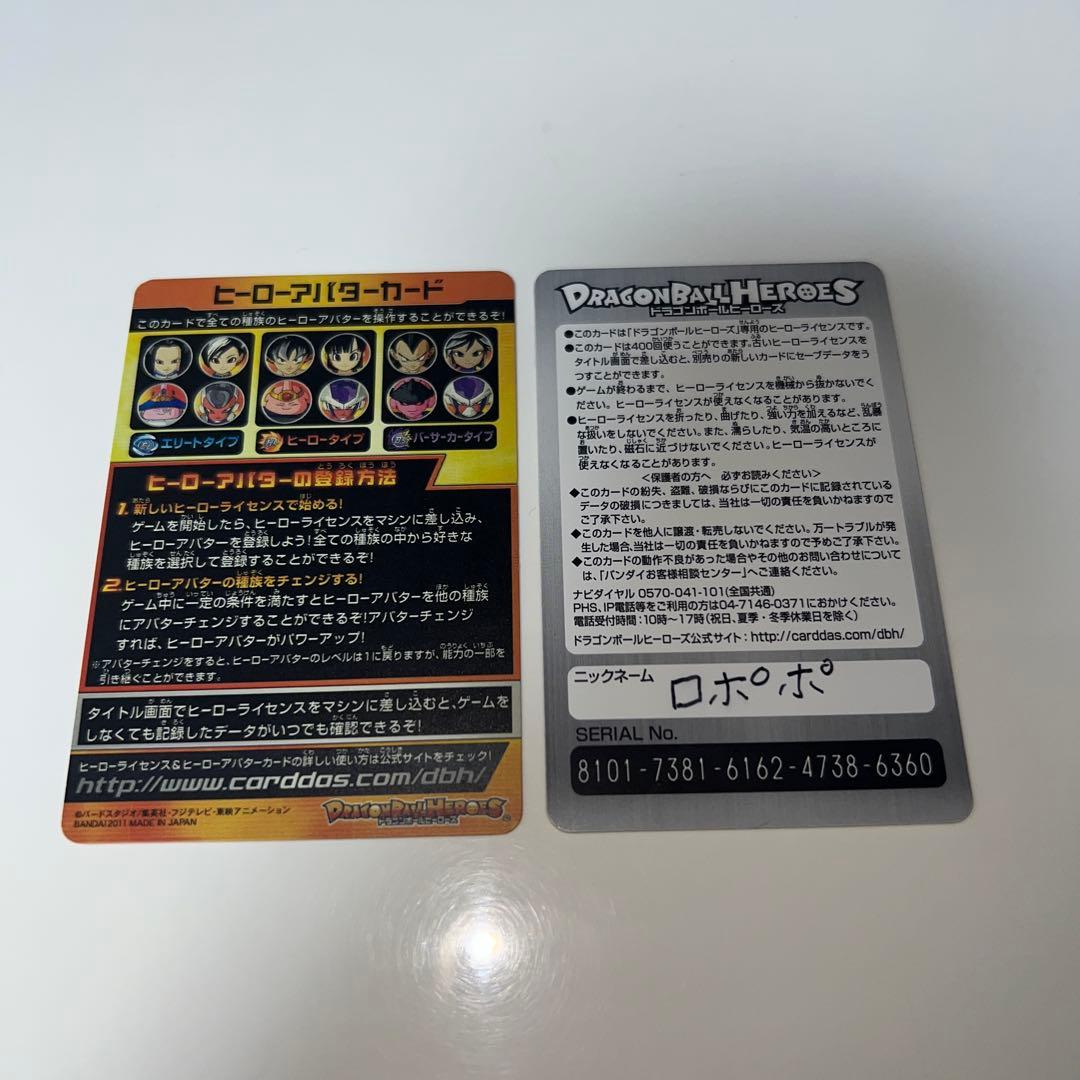 ヒーローアバターカード
このカードで全ての種族のヒーローアバターを操作することができるぞ!
エリートタイプ
ヒーロータイプ
バーサーカータイプ
ヒーローアバターの登録方法
1.新しいヒーローライセンスで始める!
ゲームを開始したら、ヒーローライセンスをマシンに差し込み、
ヒーローアバターを登録しよう!全ての種族の中から好きな
種族を選択して登録することができるぞ!
2.ヒーローアバターの種族をチェンジする!
ゲーム中に一定の条件を満たすとヒーローアバターを他の種族
にアバターチェンジすることができるぞ!アバターチェンジ
すれば、ヒーローアバターがパワーアップ!
※アバターチェンジをすると、ヒーローアバターのレベルは1に戻りますが、能力の一部を
引き継ぐことができます。
タイトル画面でヒーローライセンスをマシンに差し込むと、ゲームを
しなくても記録したデータがいつでも確認できるぞ!
ヒーローライセンス&ヒーローアバターカードの詳しい使い方は公式サイトをチェック!
http://www.carddas.com/dbh/
©バードスタジオ/集英社・フジテレビ・東映アニメーション
BANDAI 2011 MADE IN JAPAN
DRAGONBALL HEROES
ドラゴンボールヒーローズ
DRAGONBALL HEROES
ドラゴンボールヒーローズ
●このカードは「ドラゴンボールヒーローズ」専用のヒーローライセンスです。
●このカードは400回使うことができます。古いヒーローライセンスを
タイトル画面で差し込むと、別売りの新しいカードにセーブデータをう
つすことができます。
●ゲームが終わるまで、ヒーローライセンスを機械から抜かないでく
ださい。ヒーローライセンスが使えなくなることがあります。
●ヒーローライセンスを折ったり、曲げたり、強い力を加えるなど、乱暴
な扱いをしないでください。また、濡らしたり、気温の高いところに
置いたり、磁石に近づけないでください。ヒーローライセンスが
使えなくなることがあります。
<保護者の方へ 必ずお読みください>
◆このカードの紛失、盗難、破損ならびにこのカードに記録されている
データの破損につきましては、当社は一切の責任を負いかねますので
ご了承下さい。
◆このカードを他人に譲渡・転売しないでください。万一トラブルが発
生した場合、当社は一切の責任を負いかねますので予めご了承下さい。
◆このカードの動作不良があった場合やその他のお問い合わせについて
は、「バンダイお客様相談センター」へご連絡ください。
ナビダイヤル 0570-041-101(全国共通)
PHS、IP電話等をご利用の方は04-7146-0371におかけください。
電話受付時間:10時〜17時(祝日、夏季・冬季休業日を除く)
ドラゴンボールヒーローズ公式サイト:http://carddas.com/dbh/
ニックネーム
ロポポ
SERIAL No.
8101-7381-6162-4738-6360